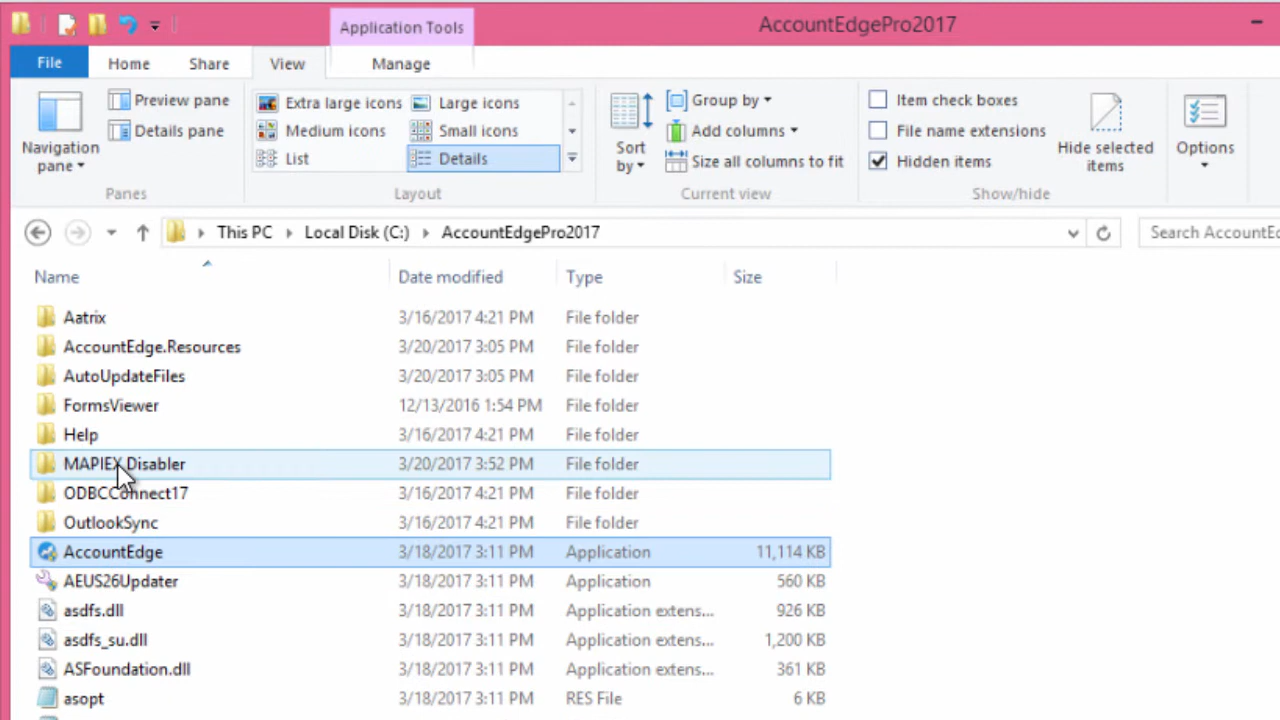 Application Tools
AccountEdgePro2017
File Home Share View Manage
Navigation pane
Preview pane
Details pane
Panes
Extra large icons Large icons
Medium icons Small icons
List Details
Layout
Sort by
Group by
Add columns
Size all columns to fit
Current view
Item check boxes
File name extensions
Hidden items
Hide selected items
Show/hide
Options
This PC Local Disk (C:) AccountEdgePro2017
Search AccountEd
Name Date modified Type Size
Aatrix 3/16/2017 4:21 PM File folder
AccountEdge.Resources 3/20/2017 3:05 PM File folder
AutoUpdateFiles 3/20/2017 3:05 PM File folder
FormsViewer 12/13/2016 1:54 PM File folder
Help 3/16/2017 4:21 PM File folder
MAPIEX Disabler 3/20/2017 3:52 PM File folder
ODBCConnect17 3/16/2017 4:21 PM File folder
OutlookSync 3/16/2017 4:21 PM File folder
AccountEdge 3/18/2017 3:11 PM Application 11,114 KB
AEUS26Updater 3/18/2017 3:11 PM Application 560 KB
asdfs.dll 3/18/2017 3:11 PM Application extens... 926 KB
asdfs_su.dll 3/18/2017 3:11 PM Application extens... 1,200 KB
ASFoundation.dll 3/18/2017 3:11 PM Application extens... 361 KB
asopt 3/18/2017 3:11 PM RES File 6 KB